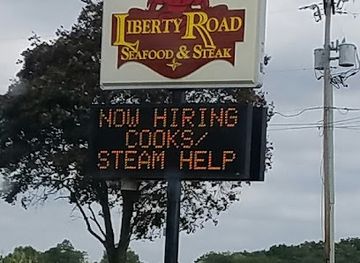 LIBERTY ROAD
SEAFOOD & STEAK
NOW HIRING
COOKS/
STEAM HELP